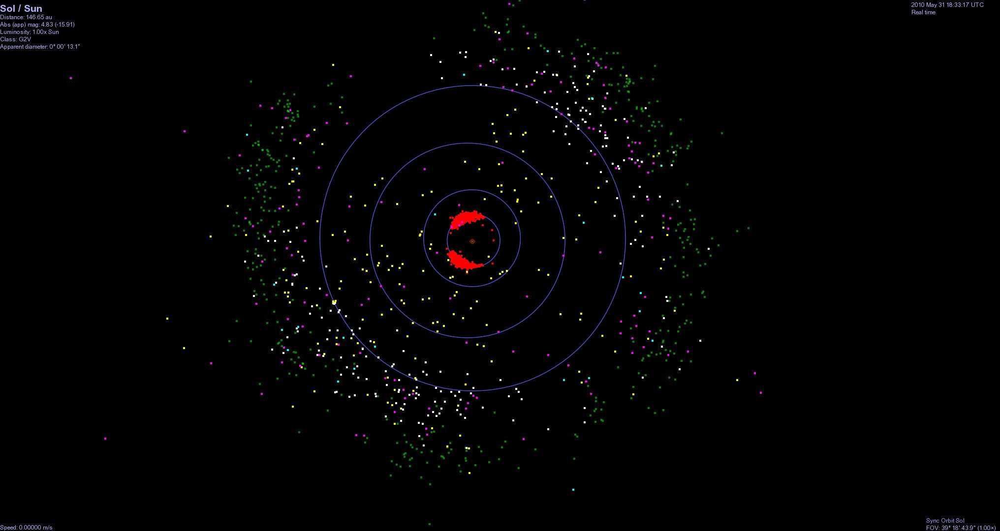 Sol / Sun
Distance: 146.65 au
Abs (app) mag: 4.83 (-15.91)
Luminosity: 1.00x Sun
Class: G2V
Apparent diameter: 0° 00' 13.1"
2010 May 31 18:33:17 UTC
Real time
Speed: 0.00000 m/s
Sync Orbit Sol
FOV: 39° 18' 43.9" (1.00×)